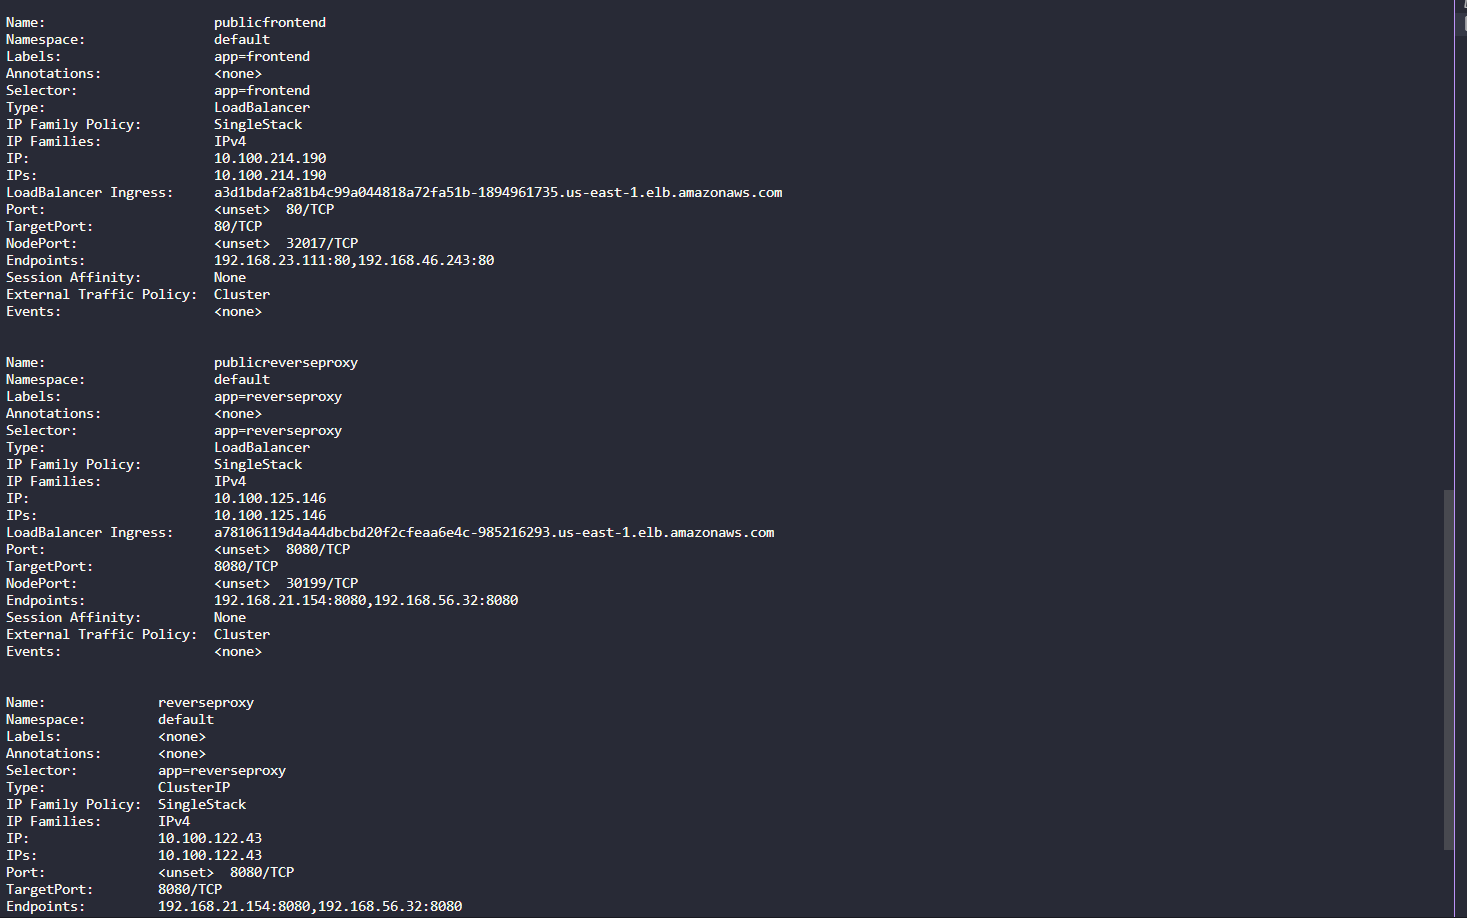 Name: publicfrontend
Namespace: default
Labels: app=frontend
Annotations: <none>
Selector: app=frontend
Type: LoadBalancer
IP Family Policy: SingleStack
IP Families: IPv4
IP: 10.100.214.190
IPs: 10.100.214.190
LoadBalancer Ingress: a3d1bdaf2a81b4c99a044818a72fa51b-1894961735.us-east-1.elb.amazonaws.com
Port: <unset> 80/TCP
TargetPort: 80/TCP
NodePort: <unset> 32017/TCP
Endpoints: 192.168.23.111:80,192.168.46.243:80
Session Affinity: None
External Traffic Policy: Cluster
Events: <none>
Name: publicreverseproxy
Namespace: default
Labels: app=reverseproxy
Annotations: <none>
Selector: app=reverseproxy
Type: LoadBalancer
IP Family Policy: SingleStack
IP Families: IPv4
IP: 10.100.125.146
IPs: 10.100.125.146
LoadBalancer Ingress: a78106119d4a44dbcbd20f2cfeaa6e4c-985216293.us-east-1.elb.amazonaws.com
Port: <unset> 8080/TCP
TargetPort: 8080/TCP
NodePort: <unset> 30199/TCP
Endpoints: 192.168.21.154:8080,192.168.56.32:8080
Session Affinity: None
External Traffic Policy: Cluster
Events: <none>
Name: reverseproxy
Namespace: default
Labels: <none>
Annotations: <none>
Selector: app=reverseproxy
Type: ClusterIP
IP Family Policy: SingleStack
IP Families: IPv4
IP: 10.100.122.43
IPs: 10.100.122.43
Port: <unset> 8080/TCP
TargetPort: 8080/TCP
Endpoints: 192.168.21.154:8080,192.168.56.32:8080